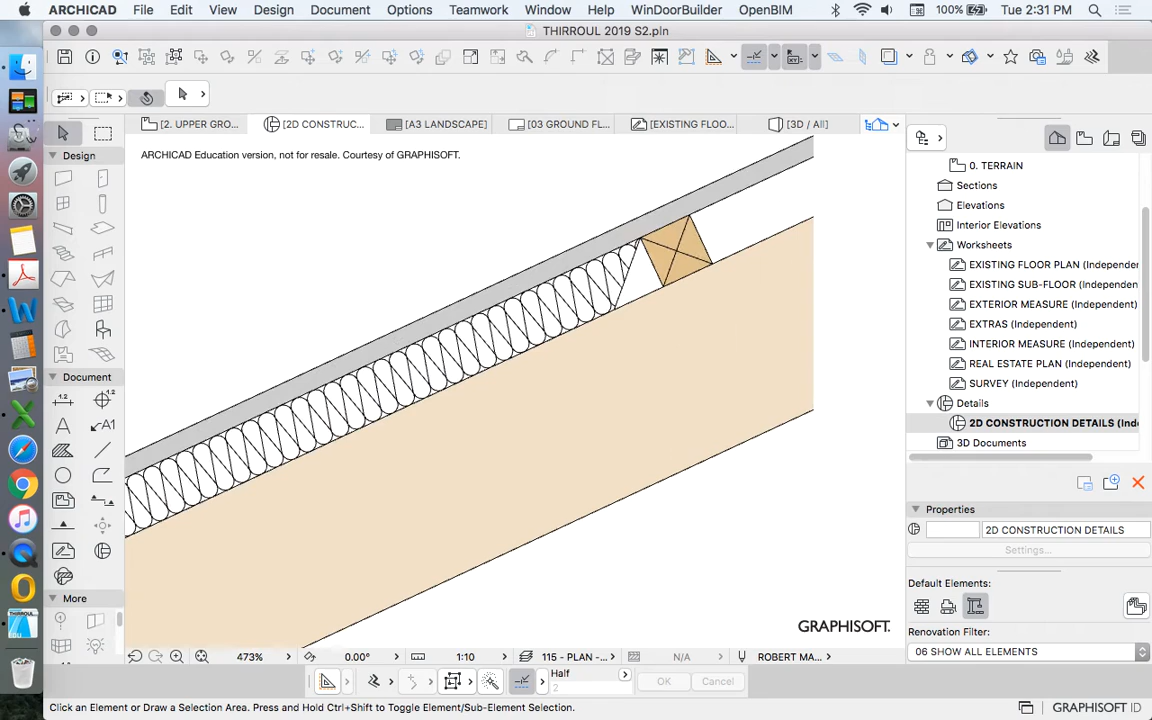 ARCHICAD File Edit View Design Document Options Teamwork Window Help WinDoorBuilder OpenBIM 100% Tue 2:31 PM
THIRROUL 2019 S2.pln
[2. UPPER GRO... [2D CONSTRUC... [A3 LANDSCAPE] [03 GROUND FL... [EXISTING FLOO... [3D / All]
ARCHICAD Education version, not for resale. Courtesy of GRAPHISOFT.
Design
Document
More
0. TERRAIN
Sections
Elevations
Interior Elevations
Worksheets
EXISTING FLOOR PLAN (Independer
EXISTING SUB-FLOOR (Independen
EXTERIOR MEASURE (Independent)
EXTRAS (Independent)
INTERIOR MEASURE (Independent)
REAL ESTATE PLAN (Independent)
SURVEY (Independent)
Details
2D CONSTRUCTION DETAILS (Ind
3D Documents
Properties
2D CONSTRUCTION DETAILS
Settings...
Default Elements:
Renovation Filter:
06 SHOW ALL ELEMENTS
GRAPHISOFT.
473% 0.00° 1:10 115 - PLAN -... N/A ROBERT MA...
Half
2
OK Cancel
Click an Element or Draw a Selection Area. Press and Hold Ctrl+Shift to Toggle Element/Sub-Element Selection.
GRAPHISOFT ID